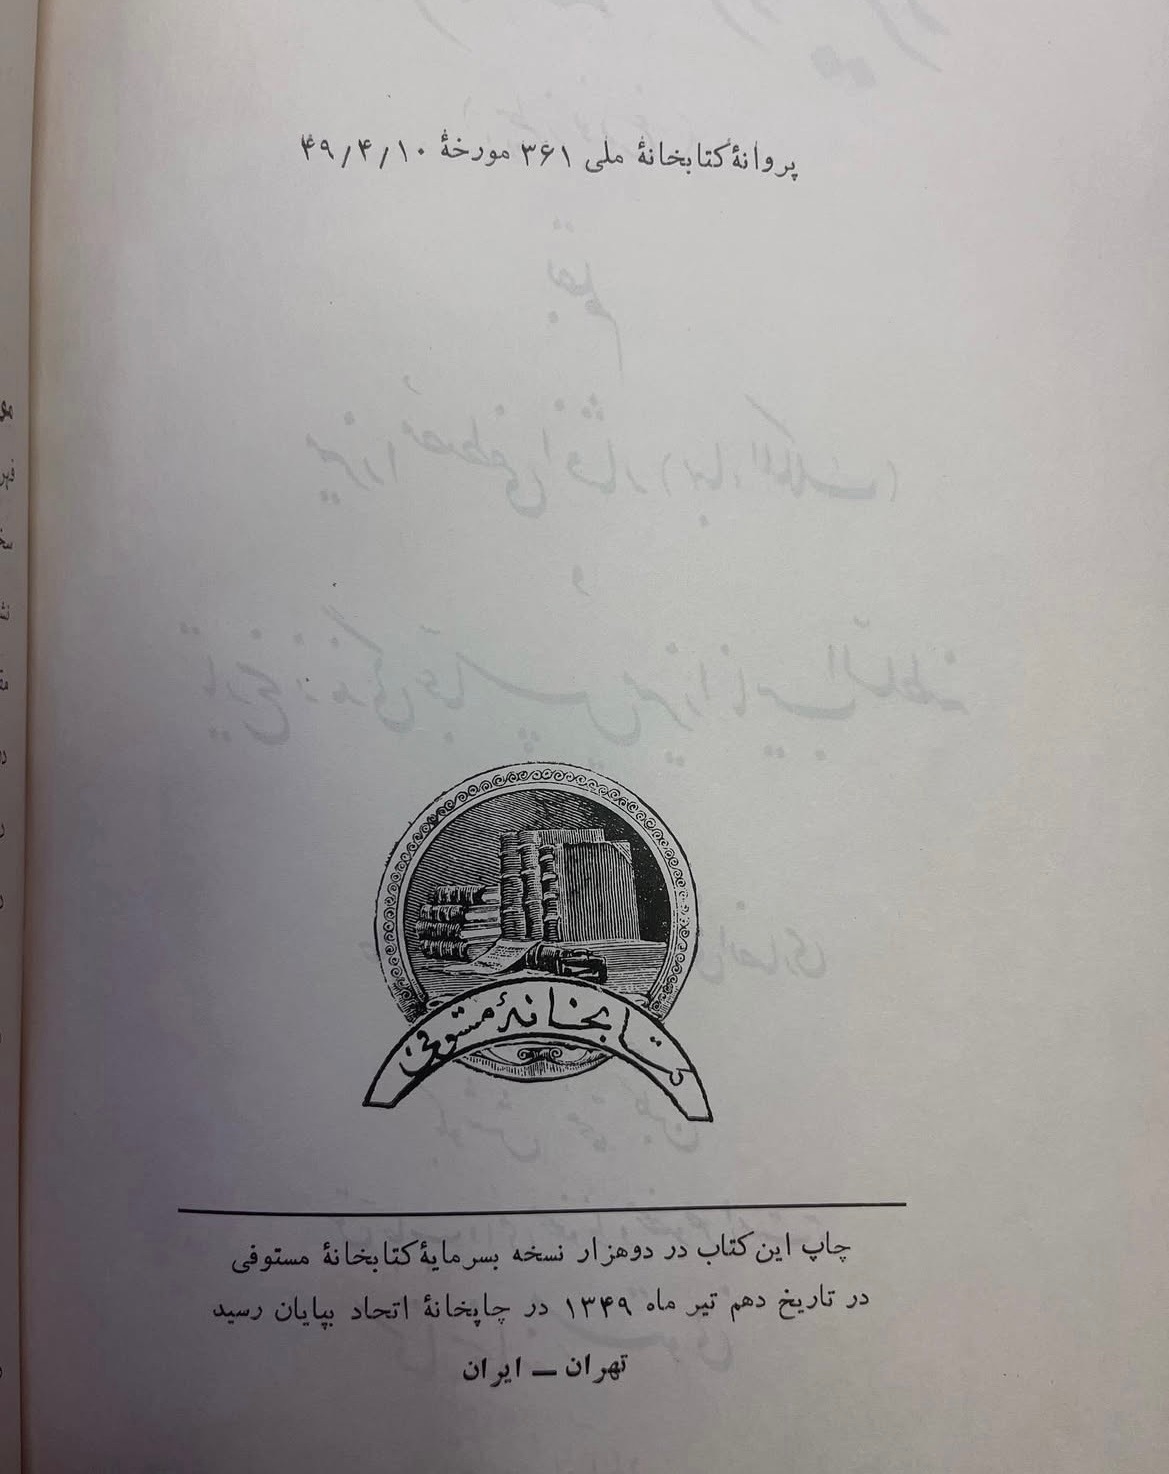 پروانهٔ کتابخانهٔ ملی ۳۶۱ مورخهٔ ۴۹/۴/۱۰
کتابخانهٔ مستوفی
چاپ این کتاب در دوهزار نسخه بسرمایهٔ کتابخانهٔ مستوفی
در تاریخ دهم تیر ماه ۱۳۴۹ در چاپخانهٔ اتحاد بپایان رسید
تهران ــ ایران